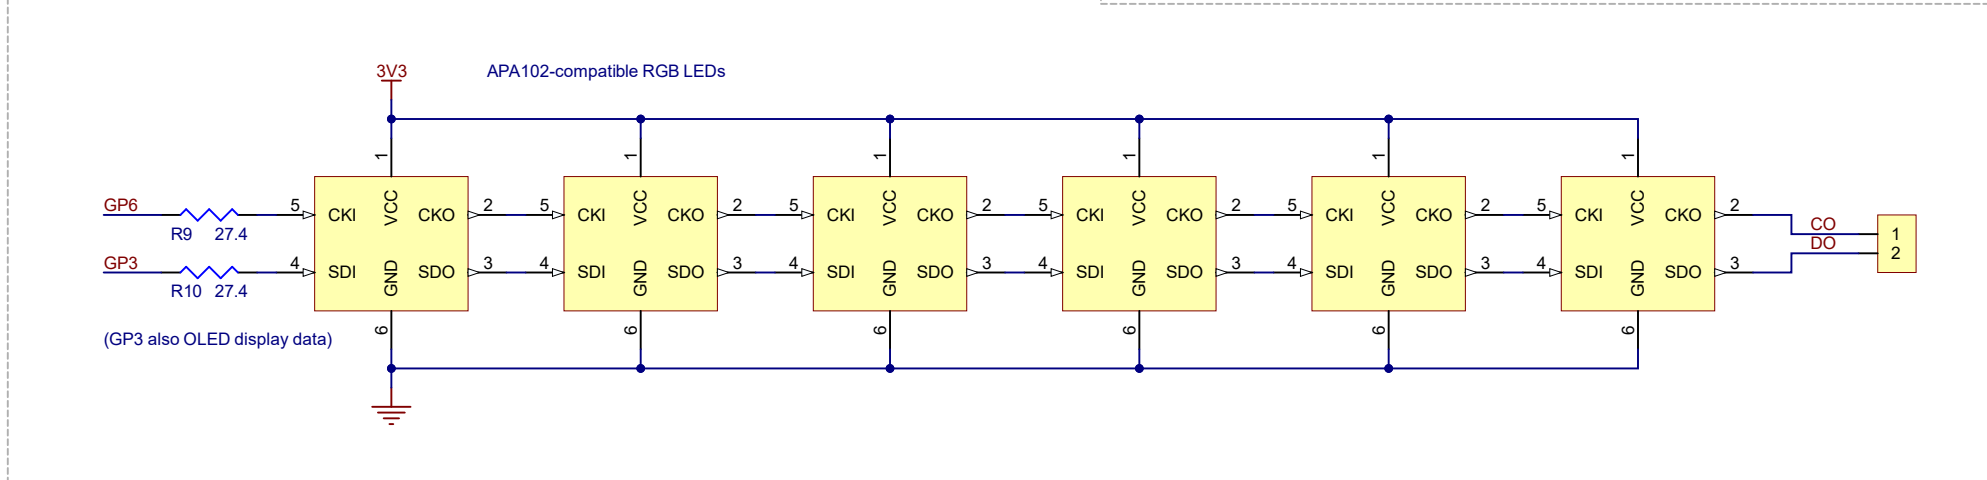 3V3
APA102-compatible RGB LEDs
1 1 1 1 1 1
GP6 5 CKI VCC CKO 2 5 CKI VCC CKO 2 5 CKI VCC CKO 2 5 CKI VCC CKO 2 5 CKI VCC CKO 2 5 CKI VCC CKO 2
R9 27.4
CO 1
DO 2
GP3 4 SDI GND SDO 3 4 SDI GND SDO 3 4 SDI GND SDO 3 4 SDI GND SDO 3 4 SDI GND SDO 3 4 SDI GND SDO 3
R10 27.4
6 6 6 6 6 6
(GP3 also OLED display data)